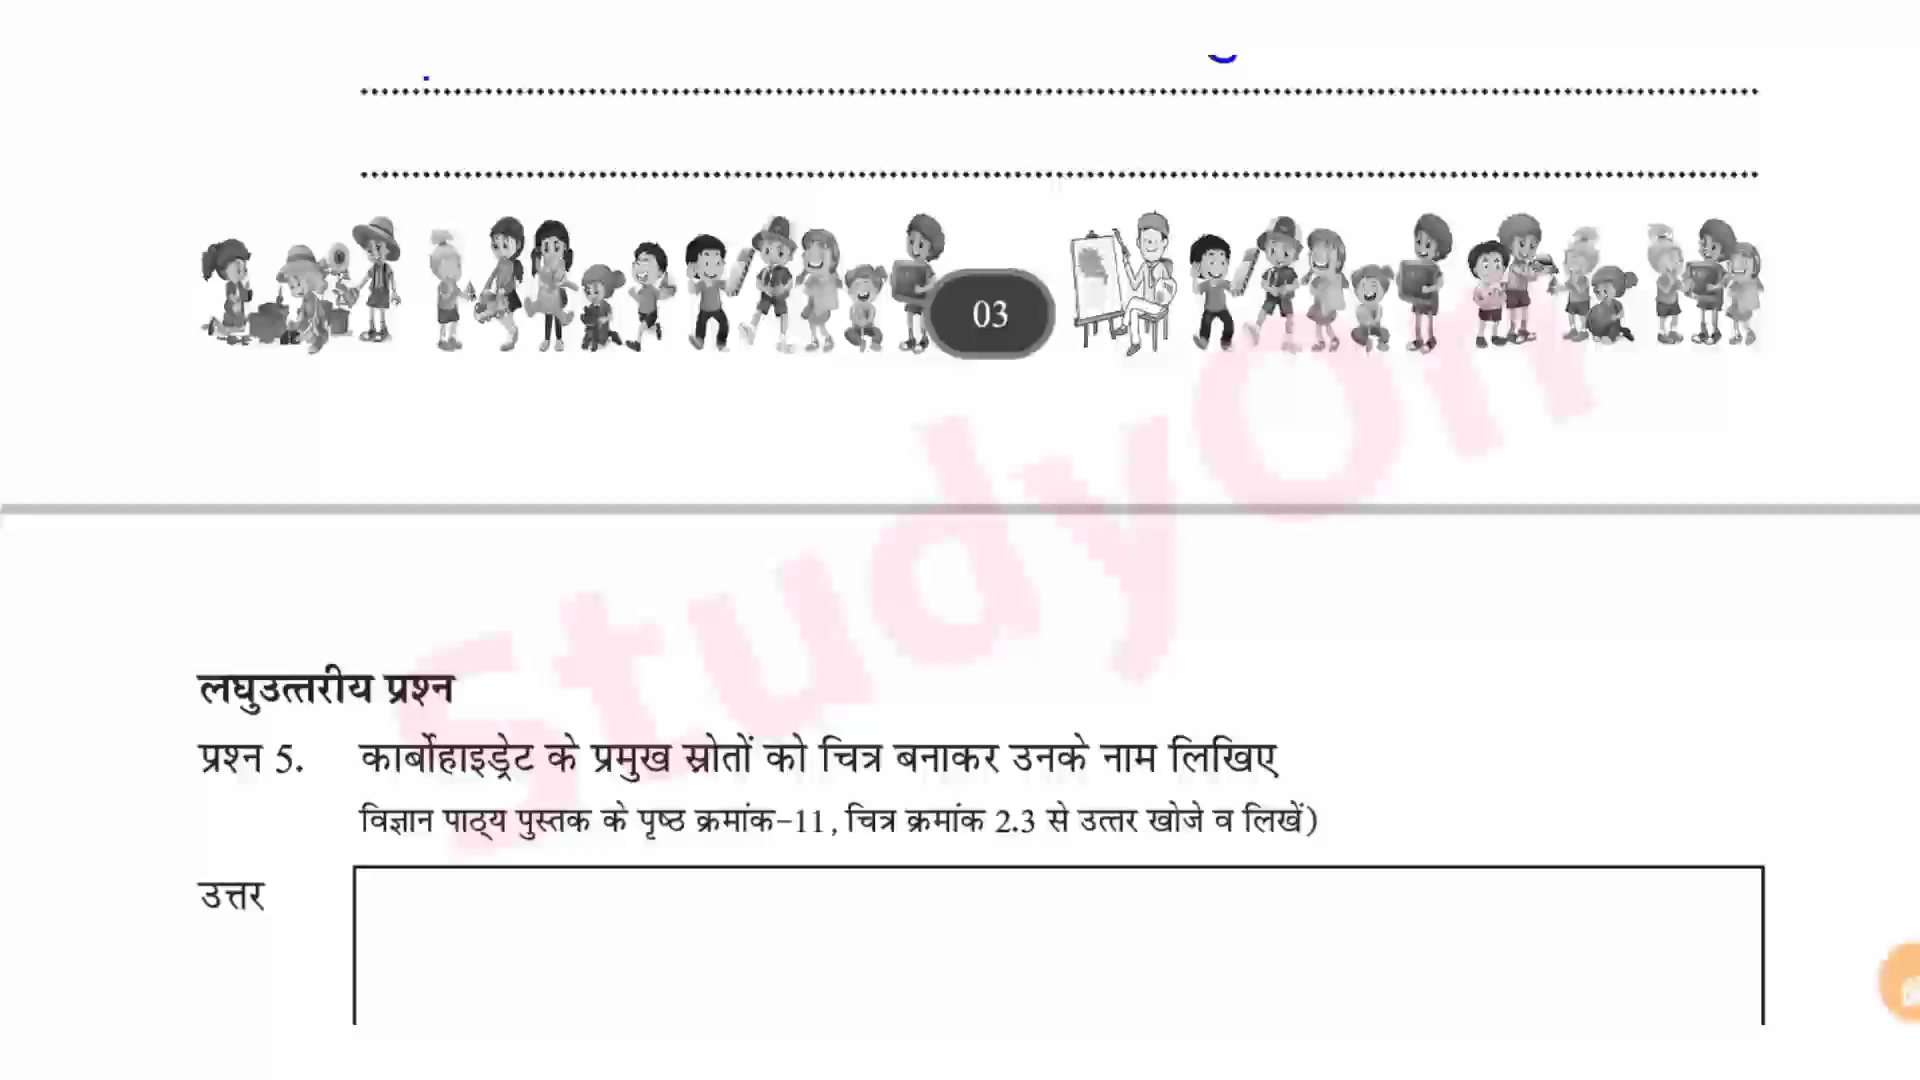 03
StudyOn
लघुउत्तरीय प्रश्न
प्रश्न 5. कार्बोहाइड्रेट के प्रमुख स्रोतों को चित्र बनाकर उनके नाम लिखिए
विज्ञान पाठ्य पुस्तक के पृष्ठ क्रमांक-11, चित्र क्रमांक 2.3 से उत्तर खोजे व लिखें)
उत्तर